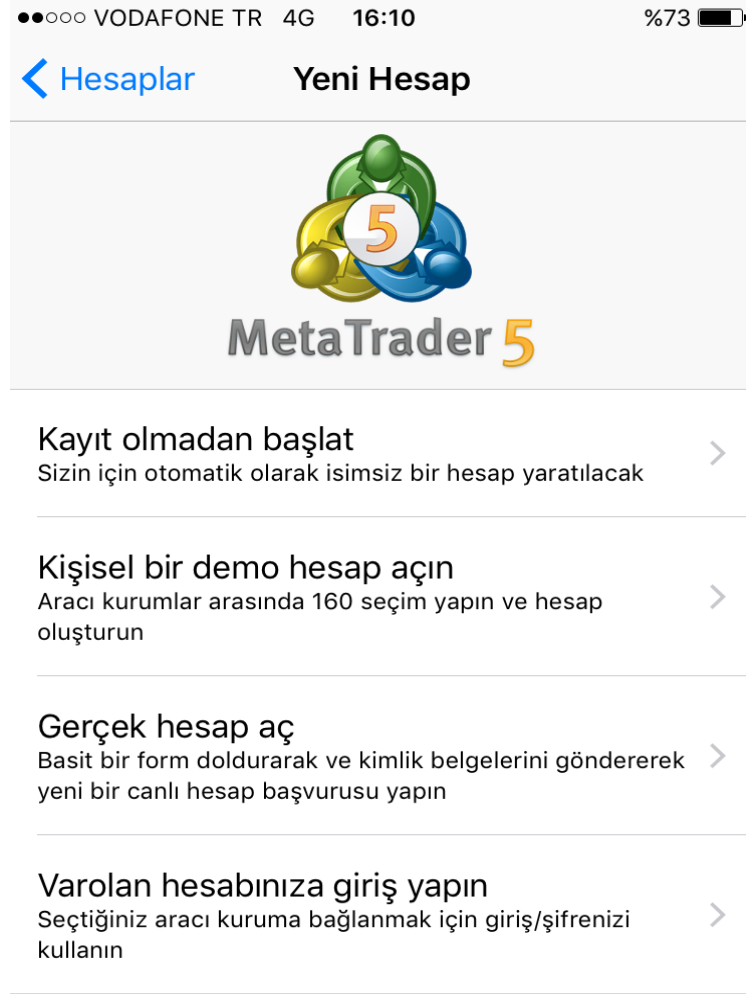 VODAFONE TR 4G 16:10 %73
Hesaplar Yeni Hesap
5
MetaTrader 5
Kayıt olmadan başlat
Sizin için otomatik olarak isimsiz bir hesap yaratılacak
Kişisel bir demo hesap açın
Aracı kurumlar arasında 160 seçim yapın ve hesap
oluşturun
Gerçek hesap aç
Basit bir form doldurarak ve kimlik belgelerini göndererek
yeni bir canlı hesap başvurusu yapın
Varolan hesabınıza giriş yapın
Seçtiğiniz aracı kuruma bağlanmak için giriş/şifrenizi
kullanın